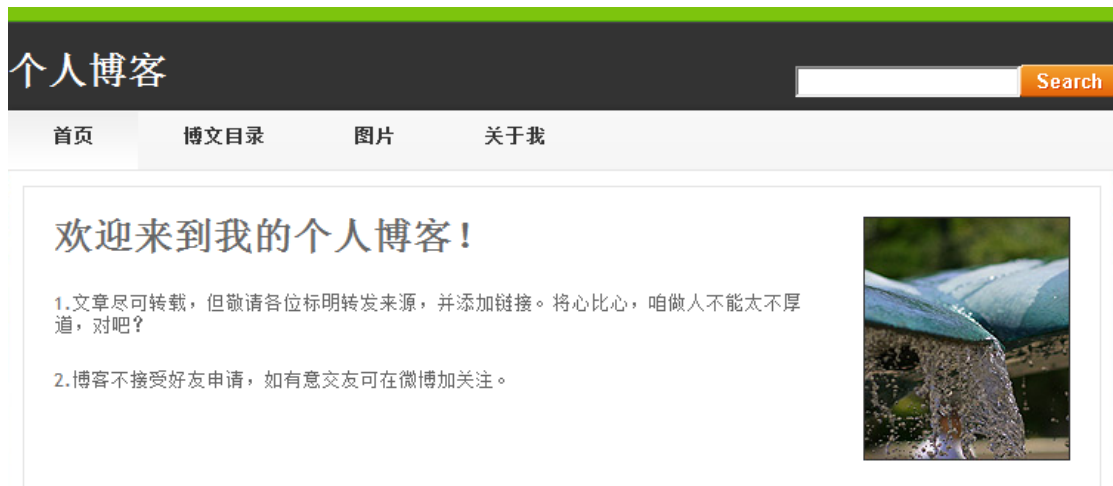 个人博客
Search
首页 博文目录 图片 关于我
欢迎来到我的个人博客！
1.文章尽可转载，但敬请各位标明转发来源，并添加链接。将心比心，咱做人不能太不厚
道，对吧？
2.博客不接受好友申请，如有意交友可在微博加关注。